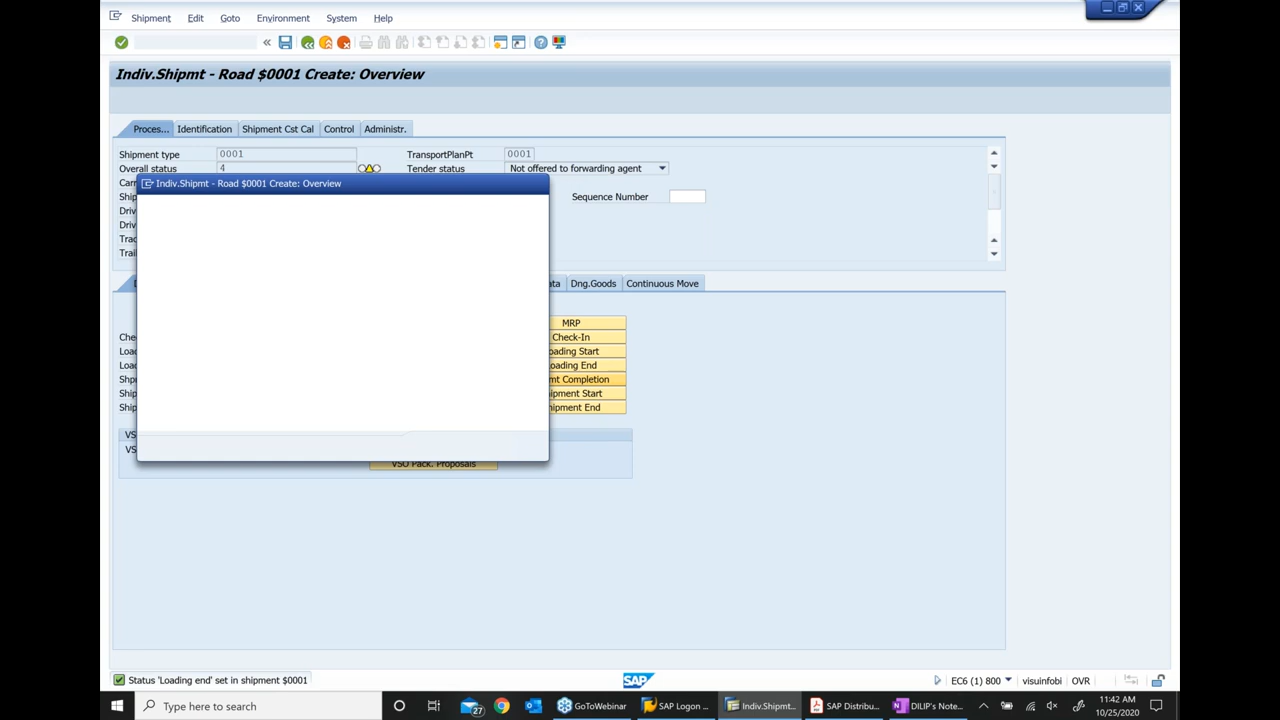 Shipment Edit Goto Environment System Help
Indiv.Shipmt - Road $0001 Create: Overview
Proces... Identification Shipment Cst Cal Control Administr.
Shipment type 0001 TransportPlanPt 0001
Overall status 4 Tender status Not offered to forwarding agent
Indiv.Shipmt - Road $0001 Create: Overview
Sequence Number
Dng.Goods Continuous Move
MRP
Check-In
oading Start
oading End
mt Completion
ipment Start
hipment End
VSO Pack. Proposals
Status 'Loading end' set in shipment $0001
SAP
EC6 (1) 800 visuinfobi OVR
Type here to search
27
GoToWebinar
SAP Logon ...
Indiv.Shipmt...
SAP Distribu...
DILIP's Note...
11:42 AM
10/25/2020